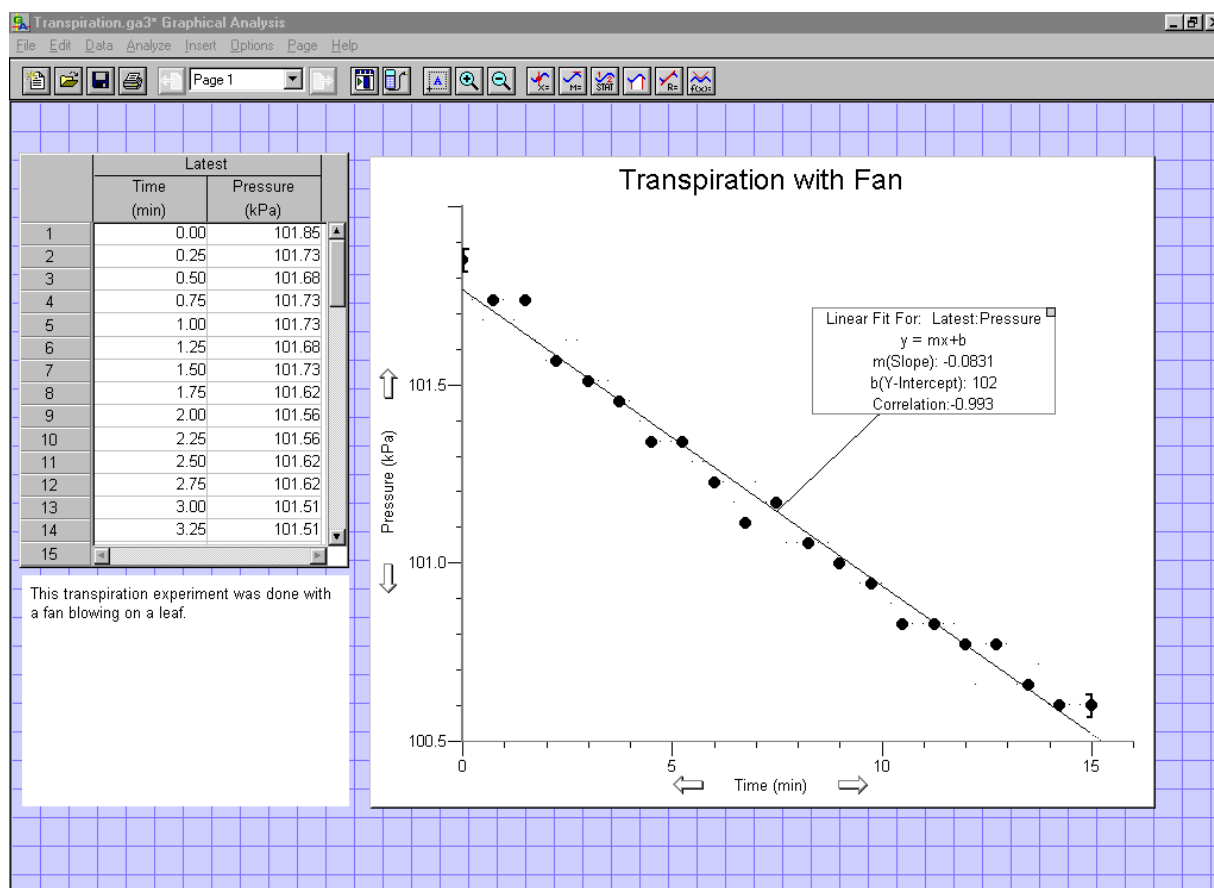 Transpiration.ga3* Graphical Analysis
File Edit Data Analyze Insert Options Page Help
Page 1
A X= M= 1 2 STAT R= f(x)=
Latest
Time Pressure
(min) (kPa)
1 0.00 101.85
2 0.25 101.73
3 0.50 101.68
4 0.75 101.73
5 1.00 101.73
6 1.25 101.68
7 1.50 101.73
8 1.75 101.62
9 2.00 101.56
10 2.25 101.56
11 2.50 101.62
12 2.75 101.62
13 3.00 101.51
14 3.25 101.51
15
This transpiration experiment was done with
a fan blowing on a leaf.
Transpiration with Fan
Linear Fit For: Latest:Pressure
y = mx+b
m(Slope): -0.0831
b(Y-Intercept): 102
Correlation:-0.993
Pressure (kPa)
101.5
101.0
100.5
0 5 10 15
Time (min)